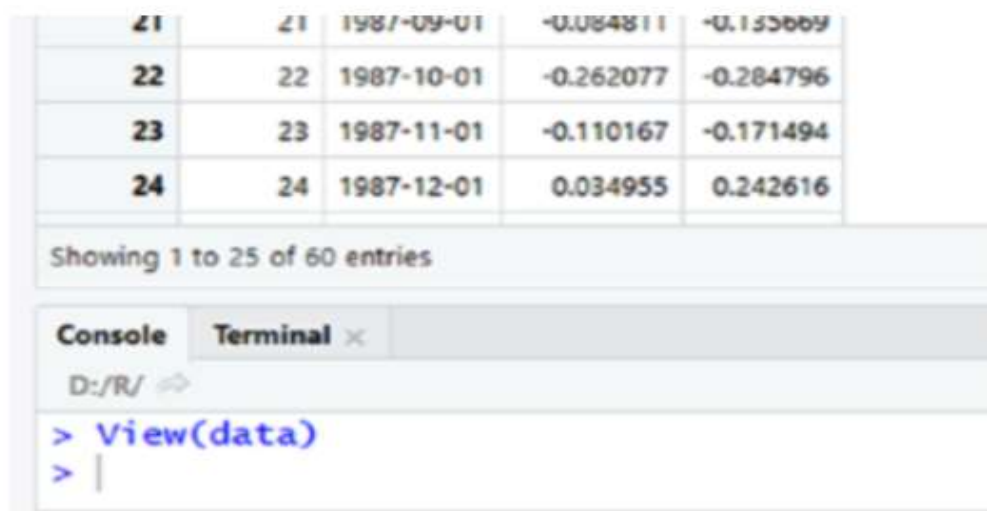 21 21 1987-09-01 -0.084811 -0.135669
22 22 1987-10-01 -0.262077 -0.284796
23 23 1987-11-01 -0.110167 -0.171494
24 24 1987-12-01 0.034955 0.242616
Showing 1 to 25 of 60 entries
Console Terminal
D:/R/
> View(data)
>